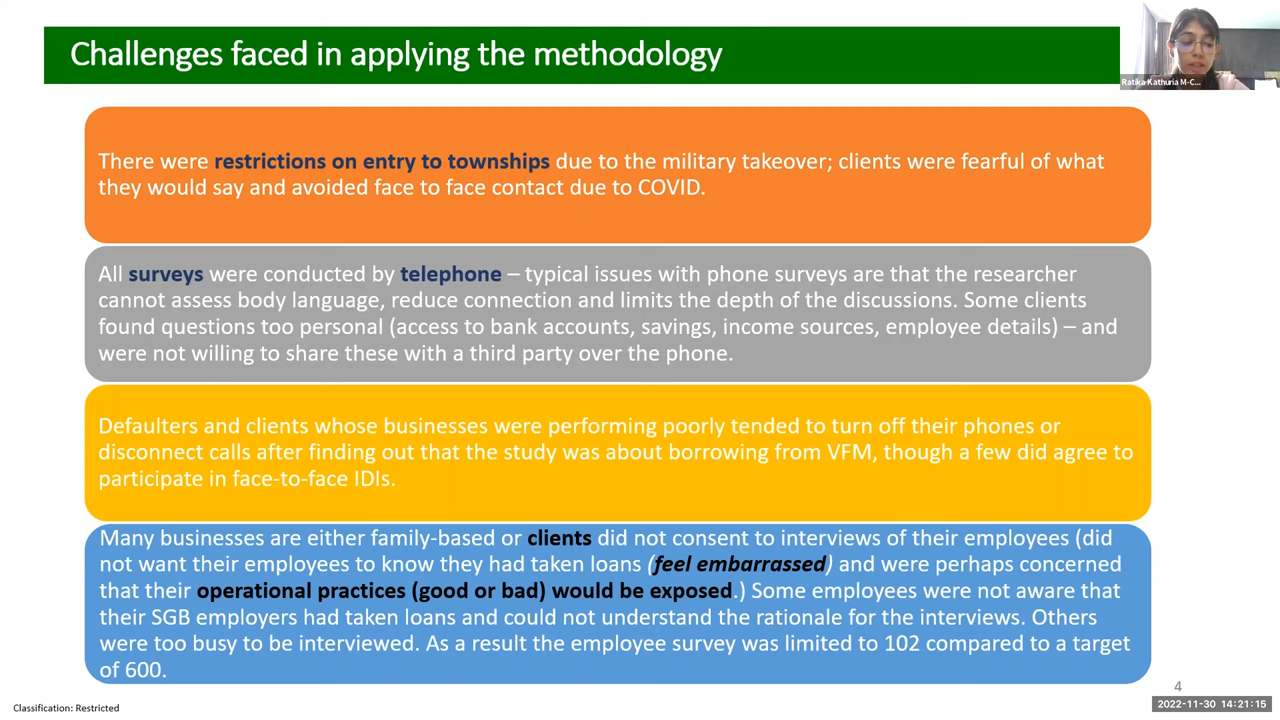 Challenges faced in applying the methodology
Ratika Kathuria M-C...
There were restrictions on entry to townships due to the military takeover; clients were fearful of what
they would say and avoided face to face contact due to COVID.
All surveys were conducted by telephone – typical issues with phone surveys are that the researcher
cannot assess body language, reduce connection and limits the depth of the discussions. Some clients
found questions too personal (access to bank accounts, savings, income sources, employee details) – and
were not willing to share these with a third party over the phone.
Defaulters and clients whose businesses were performing poorly tended to turn off their phones or
disconnect calls after finding out that the study was about borrowing from VFM, though a few did agree to
participate in face-to-face IDIs.
Many businesses are either family-based or clients did not consent to interviews of their employees (did
not want their employees to know they had taken loans (feel embarrassed) and were perhaps concerned
that their operational practices (good or bad) would be exposed.) Some employees were not aware that
their SGB employers had taken loans and could not understand the rationale for the interviews. Others
were too busy to be interviewed. As a result the employee survey was limited to 102 compared to a target
of 600.
4
Classification: Restricted
2022-11-30 14:21:15